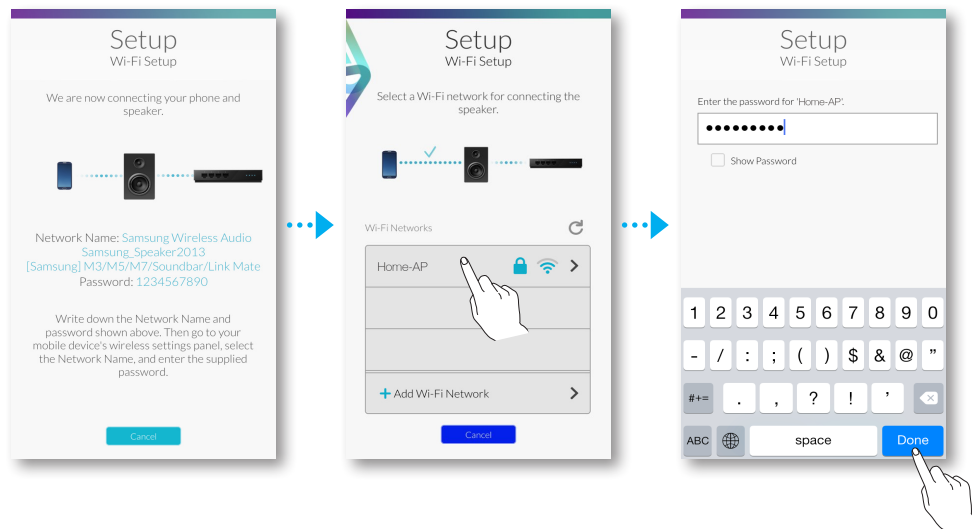 Setup
Wi-Fi Setup
We are now connecting your phone and
speaker.
Network Name: Samsung Wireless Audio
Samsung_Speaker2013
[Samsung] M3/M5/M7/Soundbar/Link Mate
Password: 1234567890
Write down the Network Name and
password shown above. Then go to your
mobile device's wireless settings panel, select
the Network Name, and enter the supplied
password.
Cancel
Setup
Wi-Fi Setup
Select a Wi-Fi network for connecting the
speaker.
Wi-Fi Networks
Home-AP
+ Add Wi-Fi Network
Cancel
Setup
Wi-Fi Setup
Enter the password for 'Home-AP'.
•••••••••
Show Password
1 2 3 4 5 6 7 8 9 0
- / : ; ( ) $ & @ ”
#+= . , ? ! ’
ABC space Done